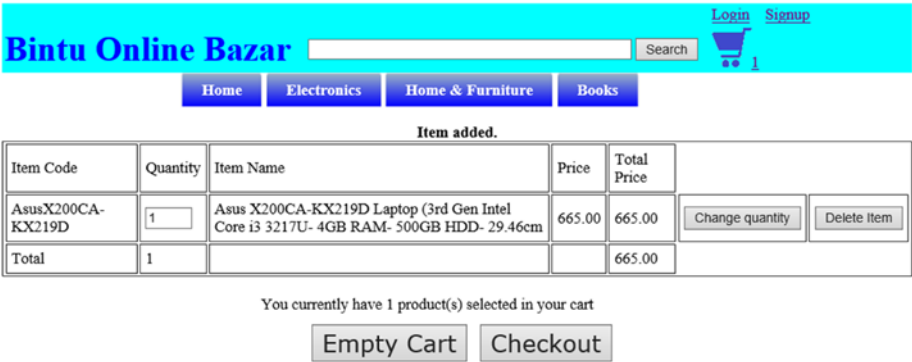 Login Signup
Bintu Online Bazar Search 1
Home Electronics Home & Furniture Books
Item added.
Item Code Quantity Item Name Price Total Price
AsusX200CA-KX219D 1 Asus X200CA-KX219D Laptop (3rd Gen Intel
Core i3 3217U- 4GB RAM- 500GB HDD- 29.46cm 665.00 665.00 Change quantity Delete Item
Total 1 665.00
You currently have 1 product(s) selected in your cart
Empty Cart Checkout